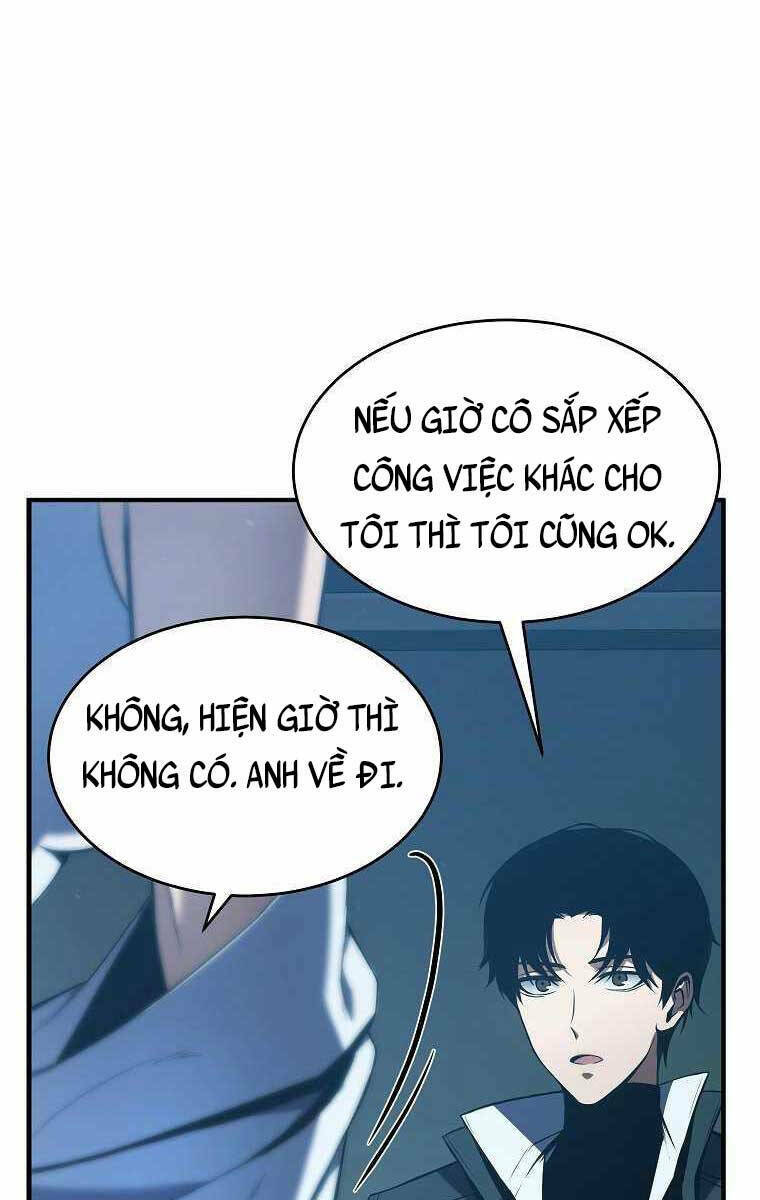 NẾU GIỜ CÔ SẮP XẾP
CÔNG VIỆC KHÁC CHO
TÔI THÌ TÔI CŨNG OK.
KHÔNG, HIỆN GIỜ THÌ
KHÔNG CÓ. ANH VỀ ĐI.